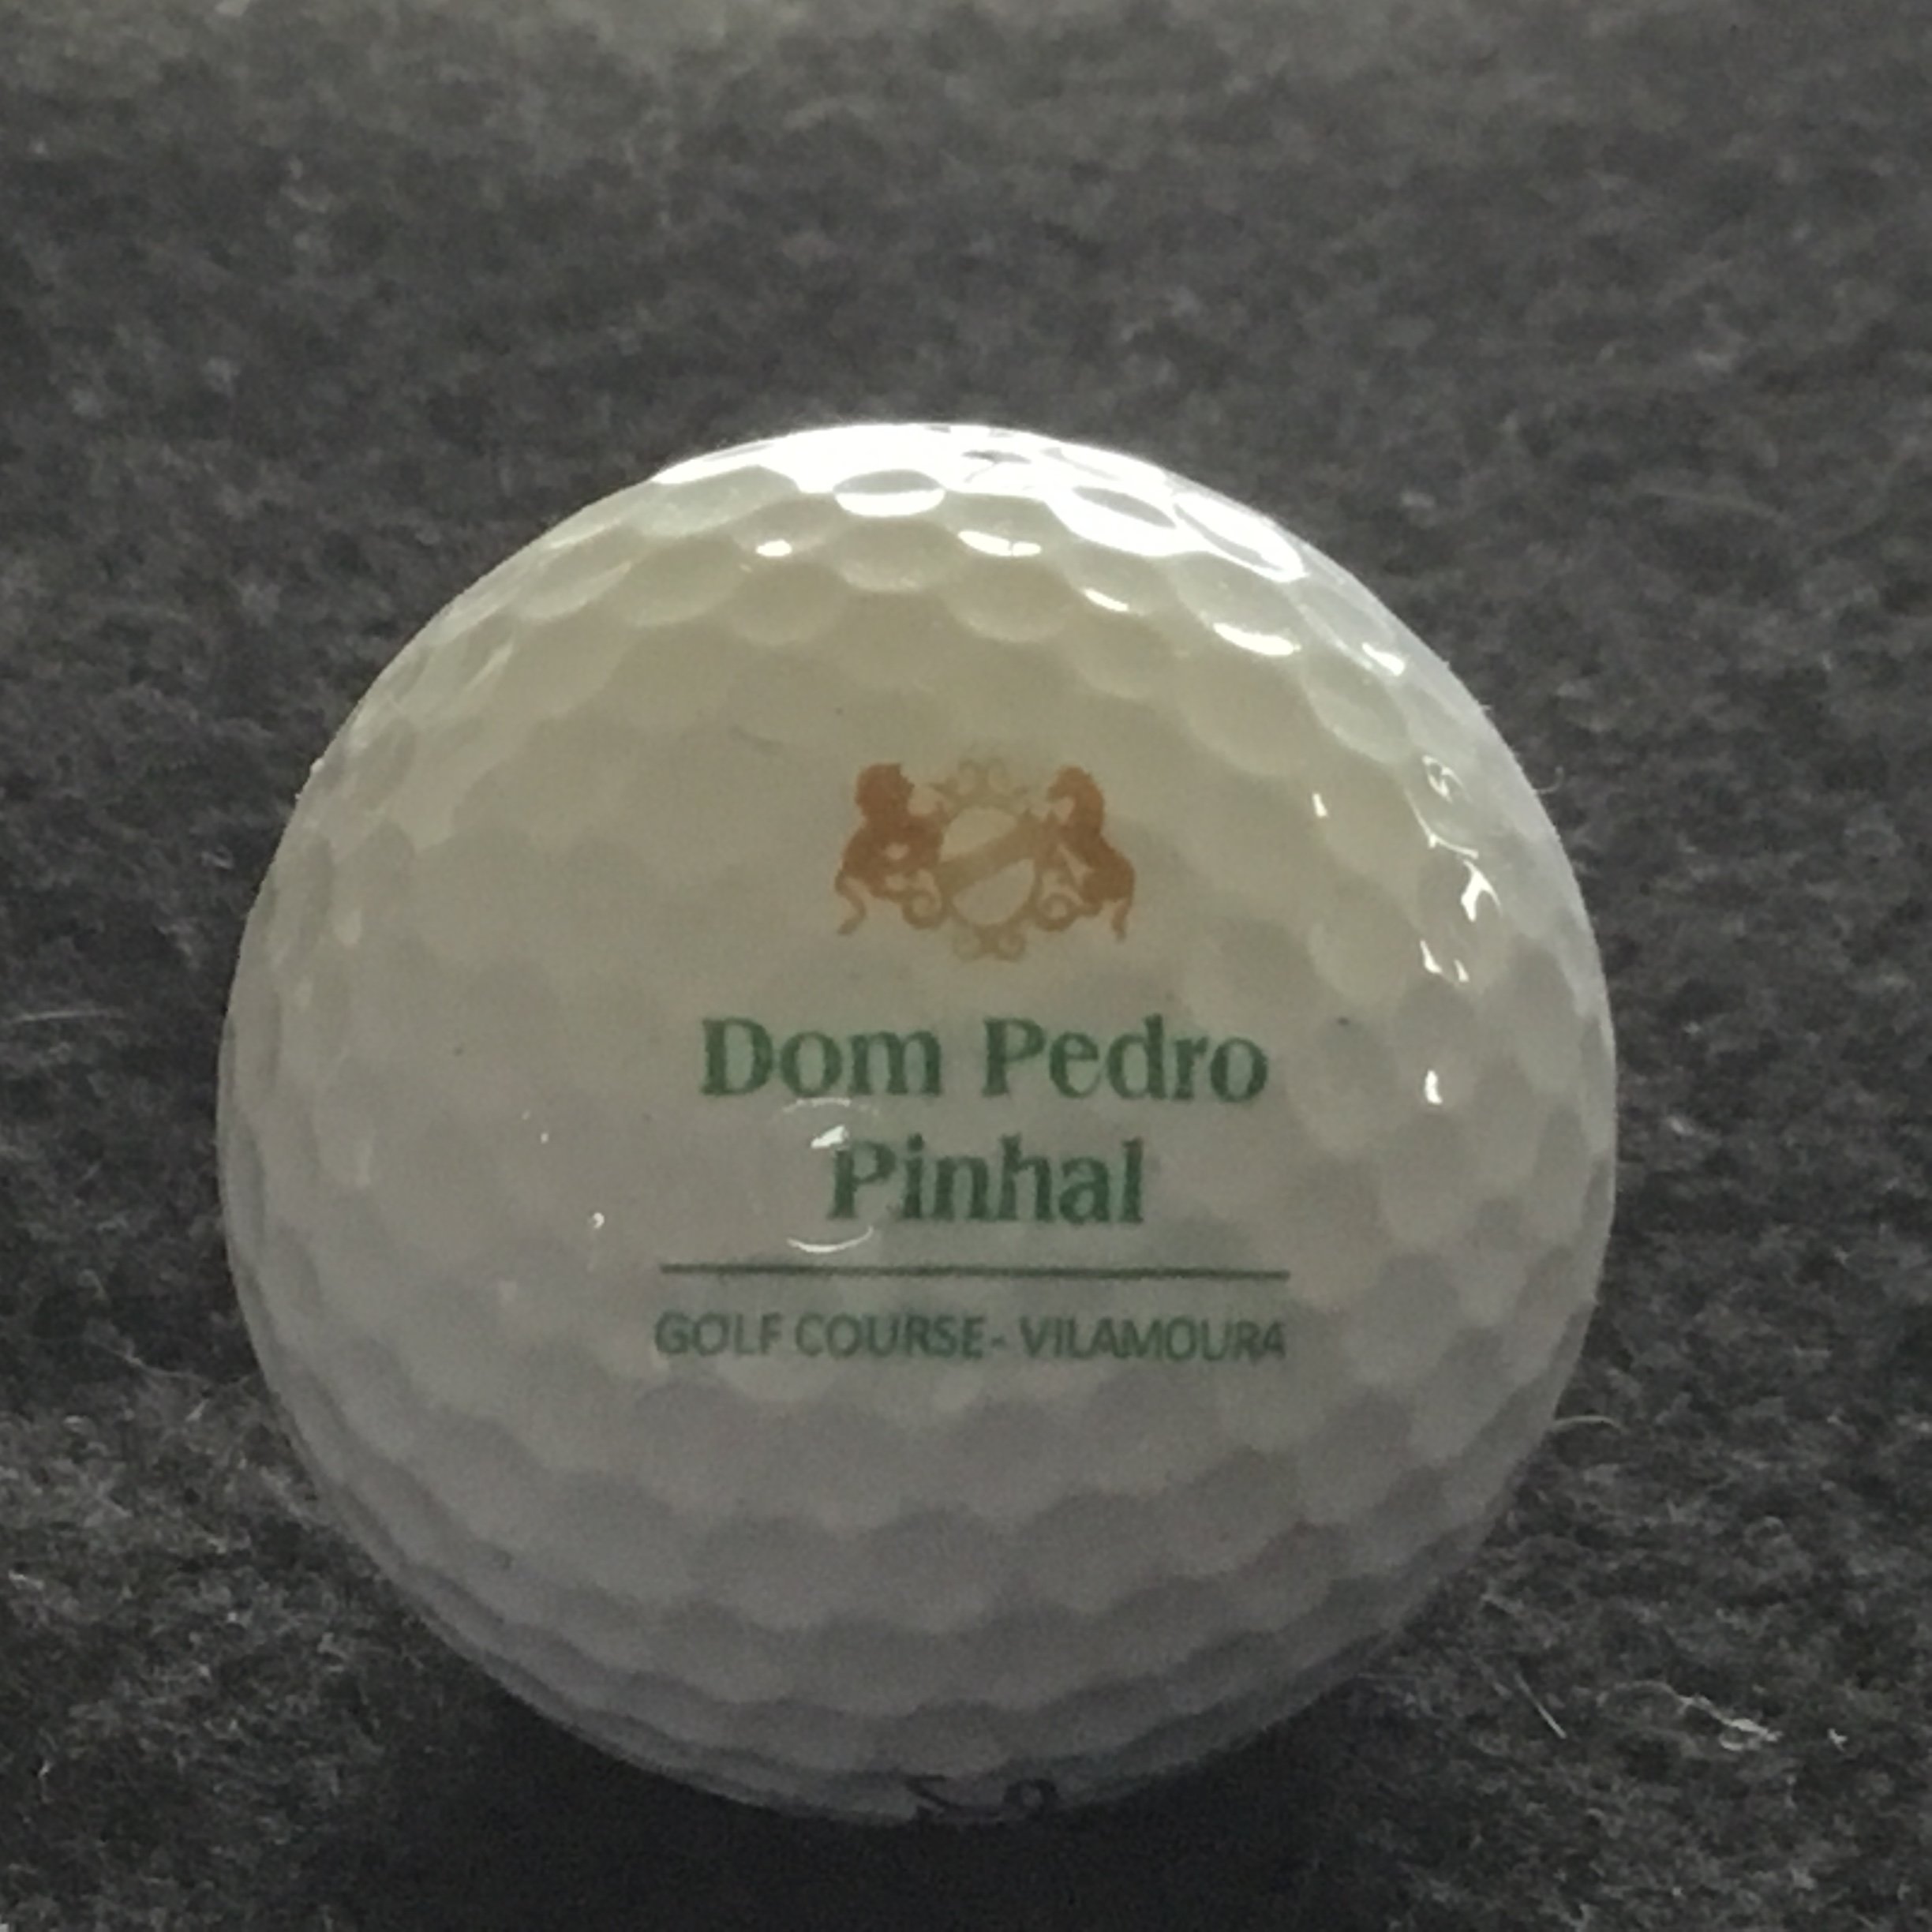 Dom Pedro
Pinhal
GOLF COURSE- VILAMOURA